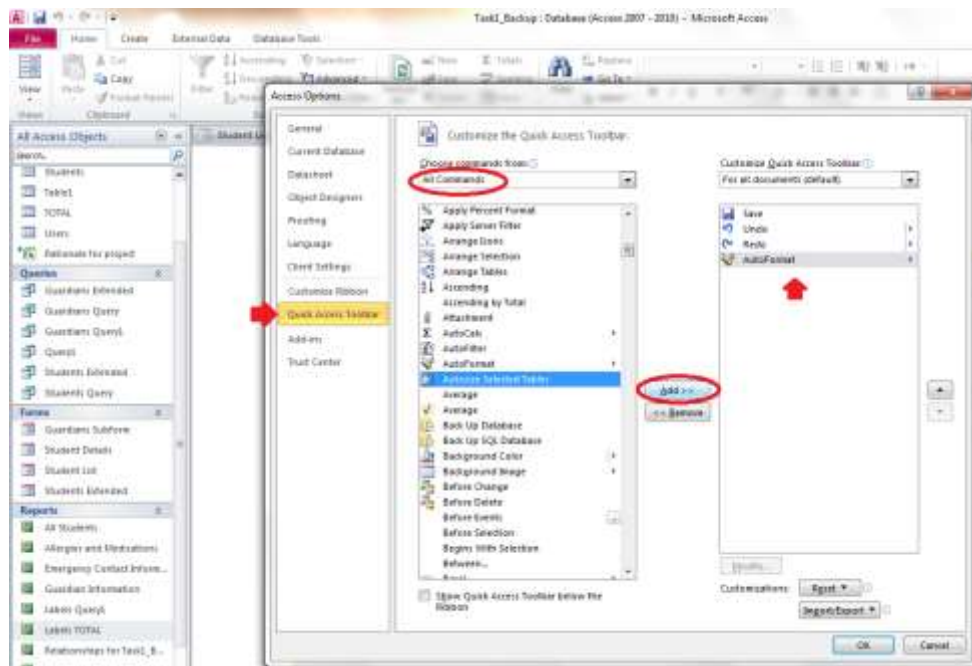 Task1_Backup : Database (Access 2007 - 2010) - Microsoft Access
File Home Create External Data Database Tools
View Paste Cut Copy Format Painter
Filter Ascending Selection
Advanced
New Totals
Replace
Go To
Views Clipboard
All Access Objects
Search..
Students
Table1
TOTAL
Users
Rationale for project
Queries
Guardians Extended
Guardians Query
Guardians Query1
Query1
Students Extended
Students Query
Forms
Guardians Subform
Student Details
Student List
Students Extended
Reports
All Students
Allergies and Medications
Emergency Contact Inform...
Guardian Information
Labels Query1
Labels TOTAL
Relationships for Task1_B...
Access Options
General
Current Database
Datasheet
Object Designers
Proofing
Language
Client Settings
Customize Ribbon
Quick Access Toolbar
Add-ins
Trust Center
Customize the Quick Access Toolbar.
Choose commands from:
All Commands
Apply Percent Format
Apply Server Filter
Arrange Icons
Arrange Selection
Arrange Tables
Ascending
Ascending by Total
Attachment
AutoCalc
AutoFilter
AutoFormat
Autosize Selected Tables
Average
Average
Back Up Database
Back Up SQL Database
Background Color
Background Image
Before Change
Before Delete
Before Events
Before Selection
Begins With Selection
Between...
Show Quick Access Toolbar below the
Ribbon
Add >>
<< Remove
Customize Quick Access Toolbar:
For all documents (default)
Save
Undo
Redo
AutoFormat
Modify...
Customizations: Reset
Import/Export
OK Cancel